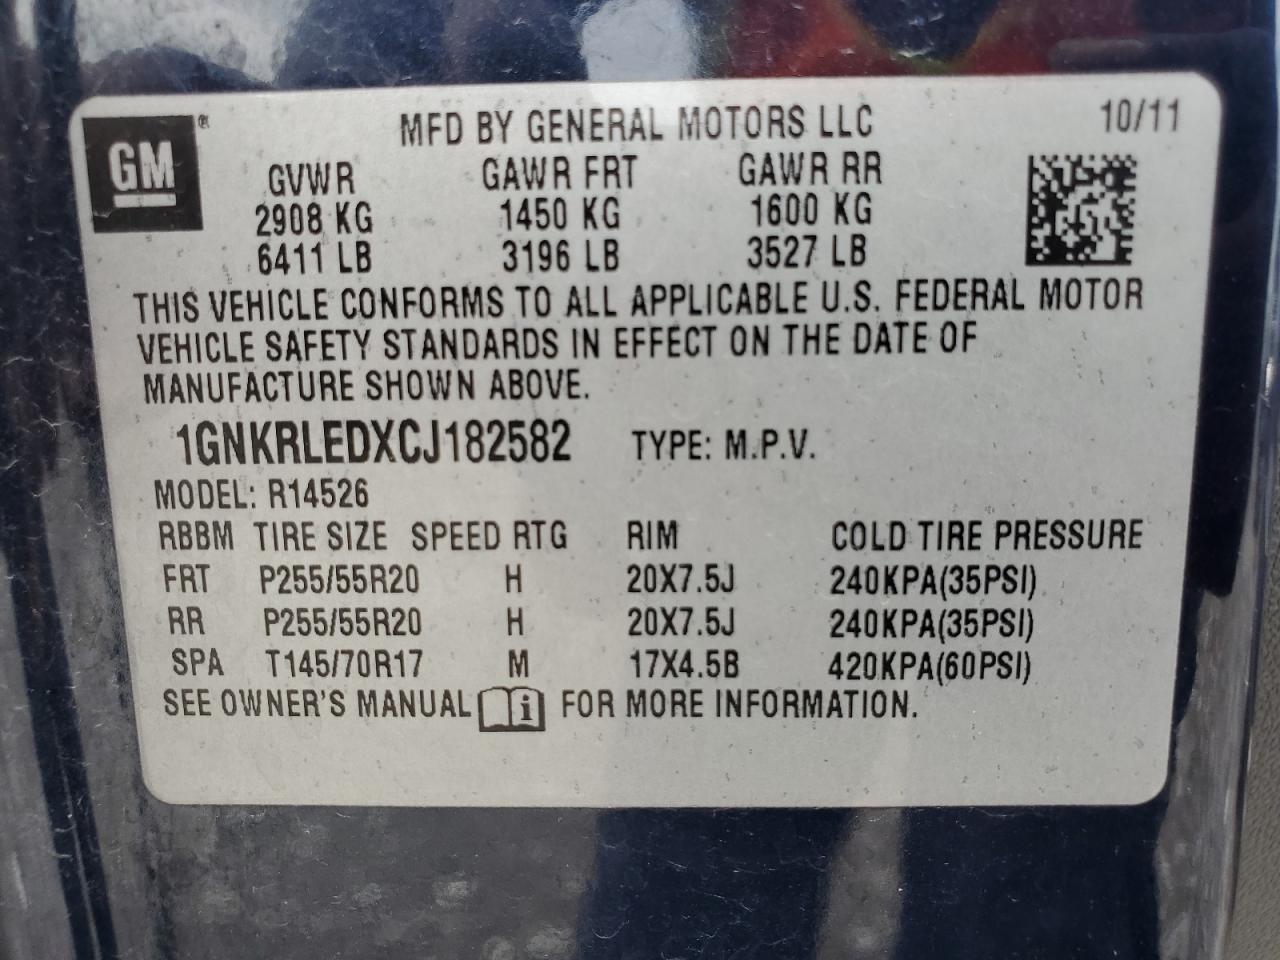 GM ®
MFD BY GENERAL MOTORS LLC 10/11
GVWR GAWR FRT GAWR RR
2908 KG 1450 KG 1600 KG
6411 LB 3196 LB 3527 LB
THIS VEHICLE CONFORMS TO ALL APPLICABLE U.S. FEDERAL MOTOR
VEHICLE SAFETY STANDARDS IN EFFECT ON THE DATE OF
MANUFACTURE SHOWN ABOVE.
1GNKRLEDXCJ182582 TYPE: M.P.V.
MODEL: R14526
RBBM TIRE SIZE SPEED RTG RIM COLD TIRE PRESSURE
FRT P255/55R20 H 20X7.5J 240KPA(35PSI)
RR P255/55R20 H 20X7.5J 240KPA(35PSI)
SPA T145/70R17 M 17X4.5B 420KPA(60PSI)
SEE OWNER'S MANUAL i FOR MORE INFORMATION.